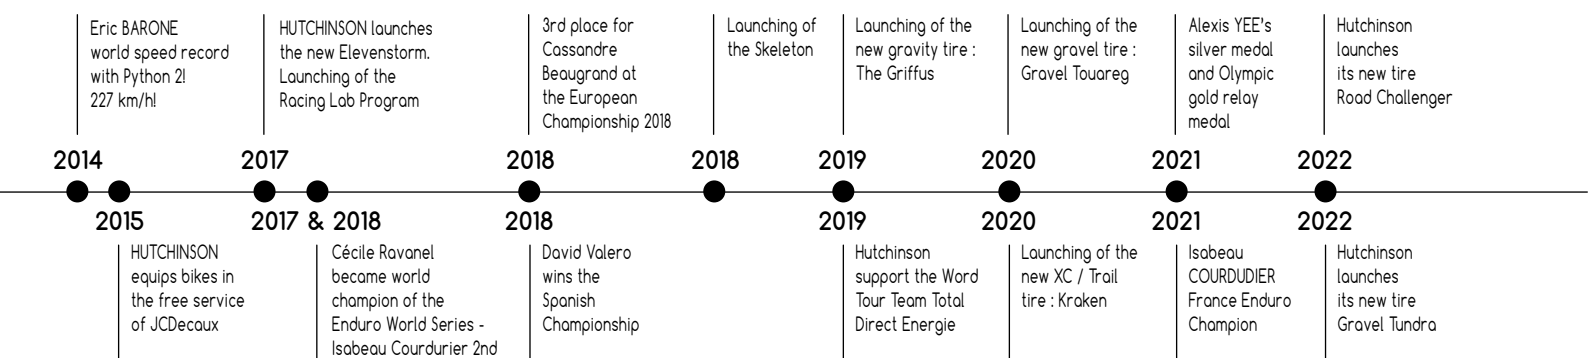 Eric BARONE
world speed record
with Python 2!
227 km/h!
HUTCHINSON launches
the new Elevenstorm.
Launching of the
Racing Lab Program
3rd place for
Cassandre
Beaugrand at
the European
Championship 2018
Launching of
the Skeleton
Launching of the
new gravity tire :
The Griffus
Launching of the
new gravel tire :
Gravel Touareg
Alexis YEE's
silver medal
and Olympic
gold relay
medal
Hutchinson
launches
its new tire
Road Challenger
2014
2017
2018
2018
2019
2020
2021
2022
2015
2017 & 2018
2018
2019
2020
2021
2022
HUTCHINSON
equips bikes in
the free service
of JCDecaux
Cécile Ravanel
became world
champion of the
Enduro World Series -
Isabeau Courdurier 2nd
David Valero
wins the
Spanish
Championship
Hutchinson
support the Word
Tour Team Total
Direct Energie
Launching of the
new XC / Trail
tire : Kraken
Isabeau
COURDUDIER
France Enduro
Champion
Hutchinson
launches
its new tire
Gravel Tundra